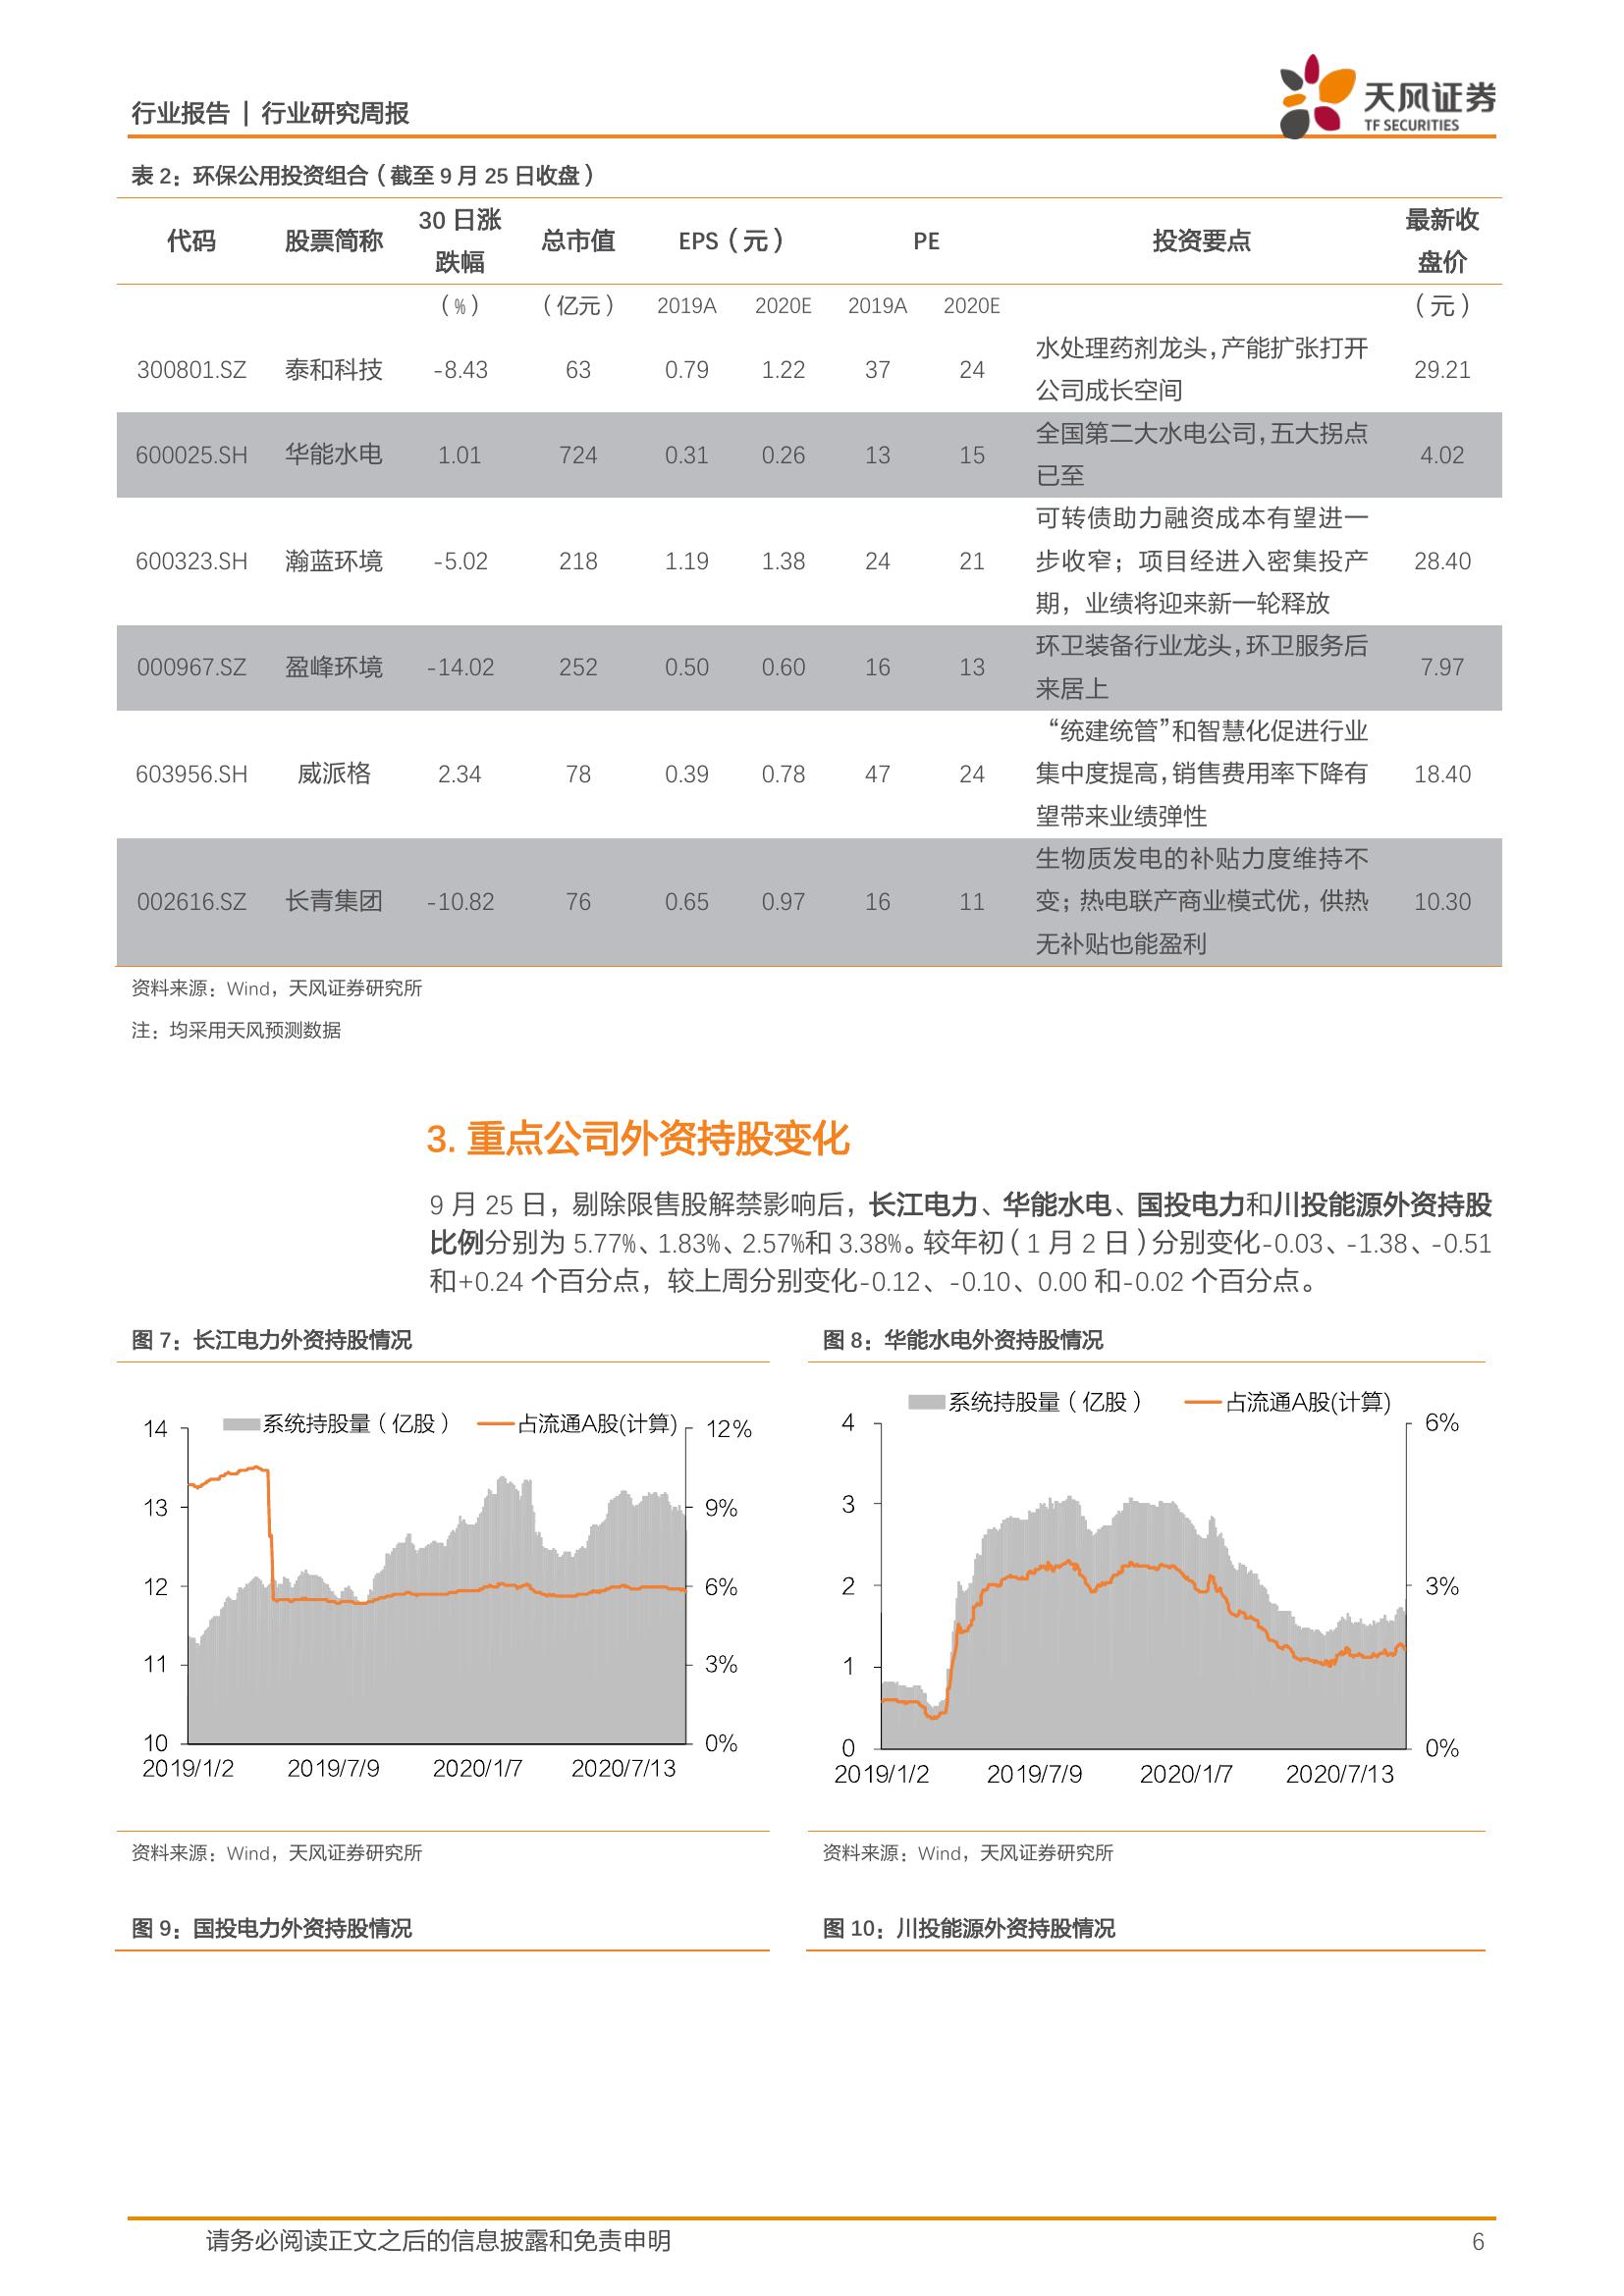 行业报告 | 行业研究周报
天风证券
TF SECURITIES
表 2：环保公用投资组合（截至 9 月 25 日收盘）
代码 股票简称 30 日涨跌幅 总市值 EPS（元） PE 投资要点 最新收盘价
（%） （亿元） 2019A 2020E 2019A 2020E （元）
300801.SZ 泰和科技 -8.43 63 0.79 1.22 37 24 水处理药剂龙头，产能扩张打开 29.21
公司成长空间
600025.SH 华能水电 1.01 724 0.31 0.26 13 15 全国第二大水电公司，五大拐点 4.02
已至
600323.SH 瀚蓝环境 -5.02 218 1.19 1.38 24 21 可转债助力融资成本有望进一 28.40
步收窄；项目经进入密集投产
期，业绩将迎来新一轮释放
000967.SZ 盈峰环境 -14.02 252 0.50 0.60 16 13 环卫装备行业龙头，环卫服务后 7.97
来居上
603956.SH 威派格 2.34 78 0.39 0.78 47 24 “统建统管”和智慧化促进行业 18.40
集中度提高，销售费用率下降有
望带来业绩弹性
002616.SZ 长青集团 -10.82 76 0.65 0.97 16 11 生物质发电的补贴力度维持不 10.30
变；热电联产商业模式优，供热
无补贴也能盈利
资料来源：Wind，天风证券研究所
注：均采用天风预测数据
3. 重点公司外资持股变化
9 月 25 日，剔除限售股解禁影响后，长江电力、华能水电、国投电力和川投能源外资持股
比例分别为 5.77%、1.83%、2.57%和 3.38%。较年初（1 月 2 日）分别变化-0.03、-1.38、-0.51
和+0.24 个百分点，较上周分别变化-0.12、-0.10、0.00 和-0.02 个百分点。
图 7：长江电力外资持股情况
系统持股量（亿股） 占流通A股(计算)
14 12%
13 9%
12 6%
11 3%
10 0%
2019/1/2 2019/7/9 2020/1/7 2020/7/13
资料来源：Wind，天风证券研究所
图 8：华能水电外资持股情况
系统持股量（亿股） 占流通A股(计算)
4 6%
3
2 3%
1
0 0%
2019/1/2 2019/7/9 2020/1/7 2020/7/13
资料来源：Wind，天风证券研究所
图 9：国投电力外资持股情况
图 10：川投能源外资持股情况
请务必阅读正文之后的信息披露和免责申明 6